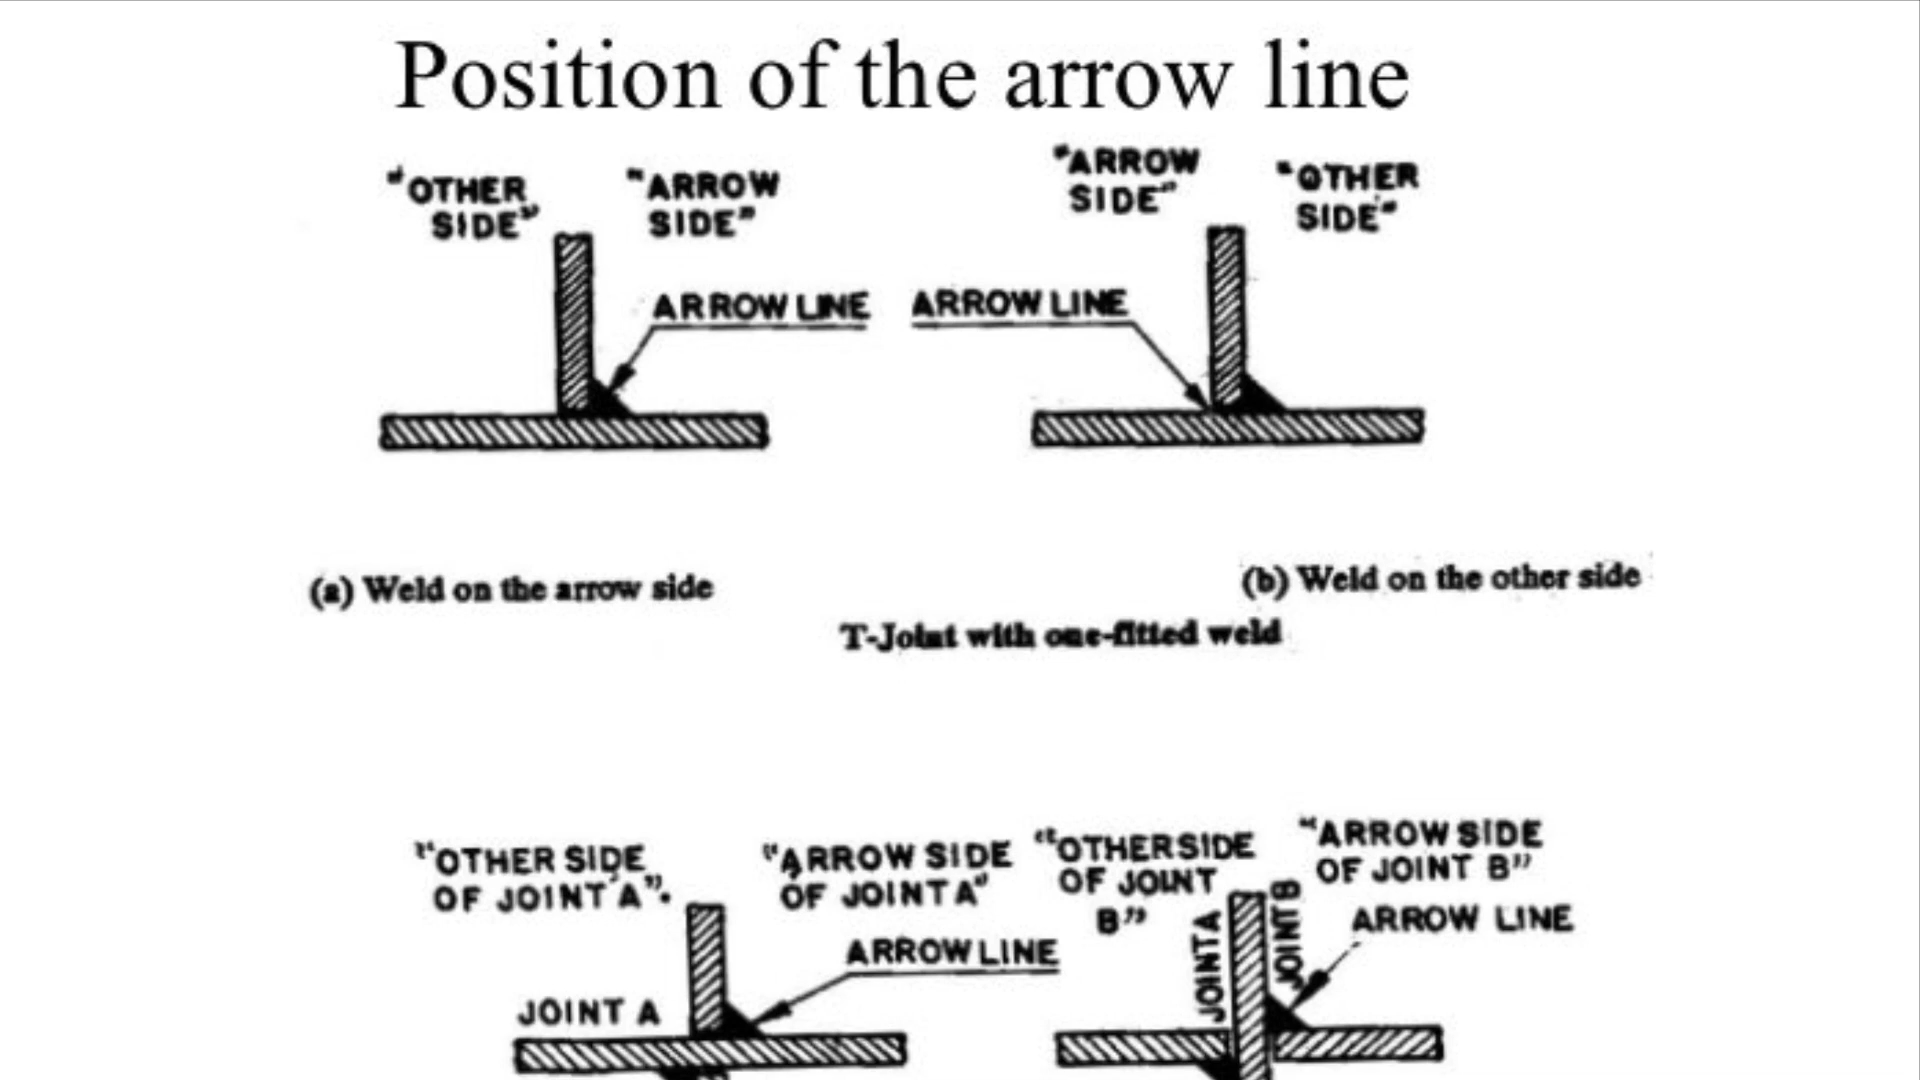 Position of the arrow line
"OTHER
SIDE"
"ARROW
SIDE"
"ARROW
SIDE"
"OTHER
SIDE"
ARROW LINE
ARROW LINE
(a) Weld on the arrow side
(b) Weld on the other side
T-Joint with one-fitted weld
"OTHER SIDE
OF JOINT A".
"ARROW SIDE
OF JOINT A"
"OTHERSIDE
OF JOINT
B"
"ARROW SIDE
OF JOINT B"
ARROW LINE
JOINT A
JOINT A
JOINT B
ARROW LINE